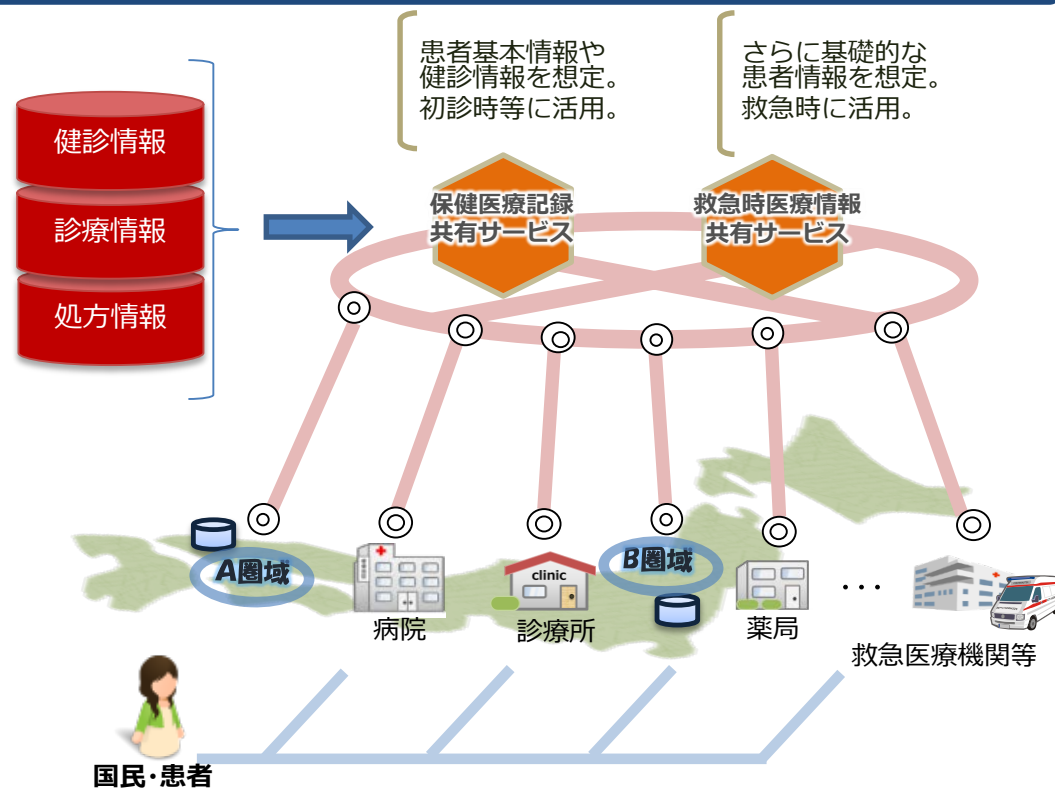 患者基本情報や
健診情報を想定。
初診時等に活用。
さらに基礎的な
患者情報を想定。
救急時に活用。
健診情報
診療情報
処方情報
保健医療記録
共有サービス
救急時医療情報
共有サービス
A圏域
病院
clinic
診療所
B圏域
薬局
…
救急医療機関等
国民・患者